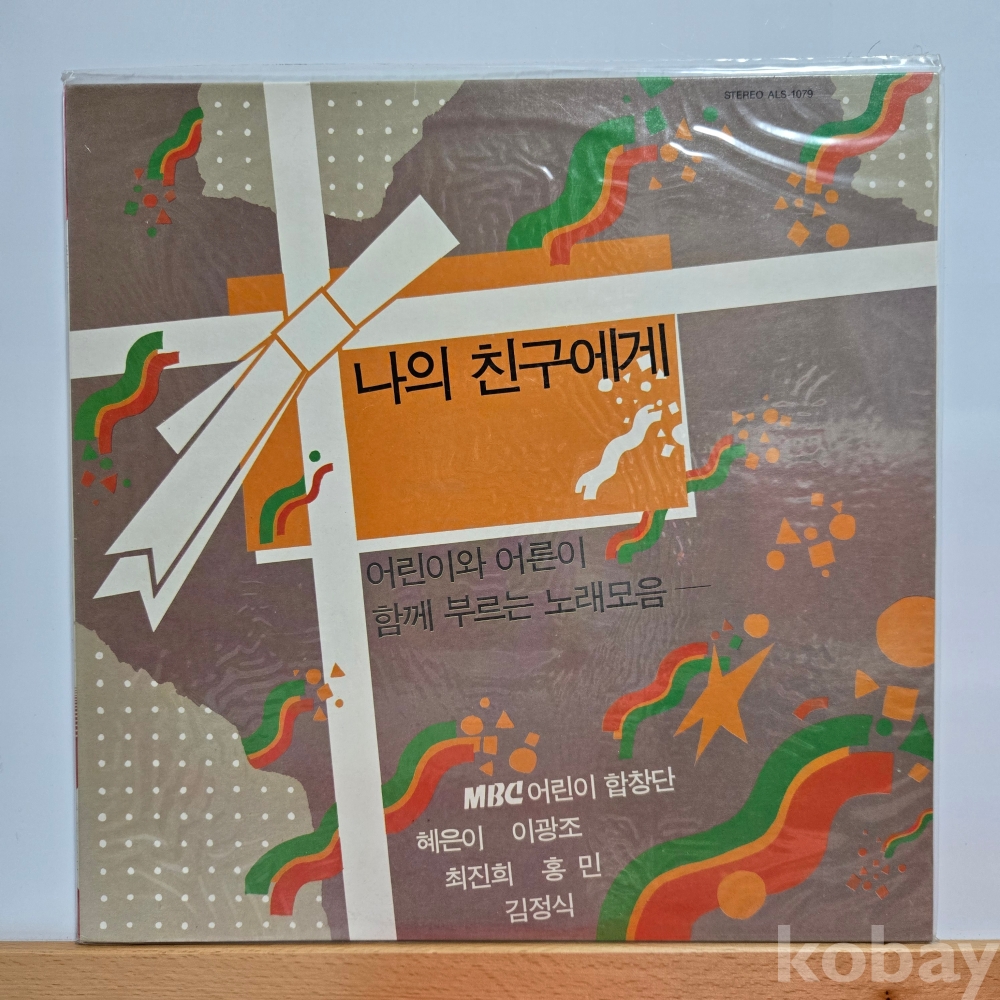 STEREO ALS-1079
나의 친구에게
어린이와 어른이
함께 부르는 노래모음 —
MBC 어린이 합창단
혜은이 이광조
최진희 홍 민
김정식
kobay